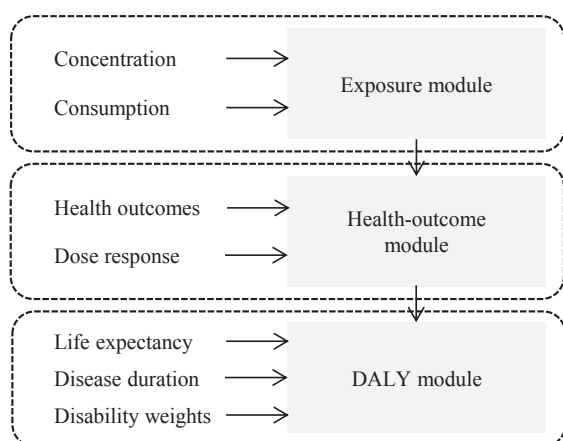 Concentration
Consumption
Exposure module
Health outcomes
Dose response
Health-outcome
module
Life expectancy
Disease duration
Disability weights
DALY module